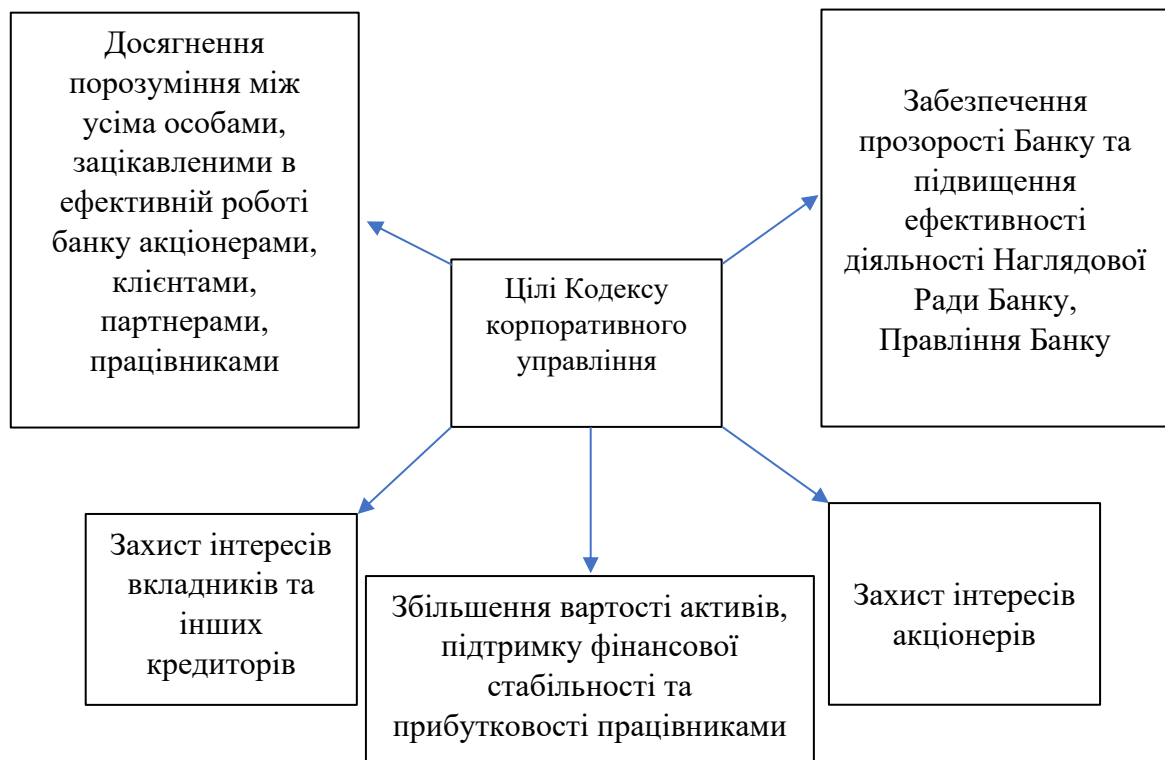 Досягнення
порозуміння між
усіма особами,
зацікавленими в
ефективній роботі
банку акціонерами,
клієнтами,
партнерами,
працівниками
Забезпечення
прозорості Банку та
підвищення
ефективності
діяльності Наглядової
Ради Банку,
Правління Банку
Цілі Кодексу
корпоративного
управління
Захист інтересів
вкладників та
інших
кредиторів
Збільшення вартості активів,
підтримку фінансової
стабільності та
прибутковості працівниками
Захист інтересів
акціонерів